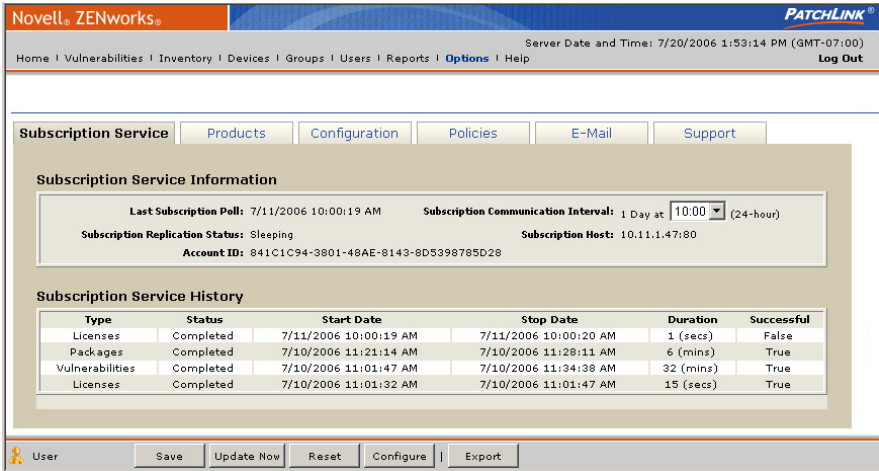 Novell® ZENworks® PATCHLINK®
Server Date and Time: 7/20/2006 1:53:14 PM (GMT-07:00)
Home | Vulnerabilities | Inventory | Devices | Groups | Users | Reports | Options | Help Log Out
Subscription Service Products Configuration Policies E-Mail Support
Subscription Service Information
Last Subscription Poll: 7/11/2006 10:00:19 AM Subscription Communication Interval: 1 Day at 10:00 (24-hour)
Subscription Replication Status: Sleeping Subscription Host: 10.11.1.47:80
Account ID: 841C1C94-3801-48AE-8143-8D5398785D28
Subscription Service History
Type Status Start Date Stop Date Duration Successful
Licenses Completed 7/11/2006 10:00:19 AM 7/11/2006 10:00:20 AM 1 (secs) False
Packages Completed 7/10/2006 11:21:14 AM 7/10/2006 11:28:11 AM 6 (mins) True
Vulnerabilities Completed 7/10/2006 11:01:47 AM 7/10/2006 11:34:38 AM 32 (mins) True
Licenses Completed 7/10/2006 11:01:32 AM 7/10/2006 11:01:47 AM 15 (secs) True
User Save Update Now Reset Configure | Export